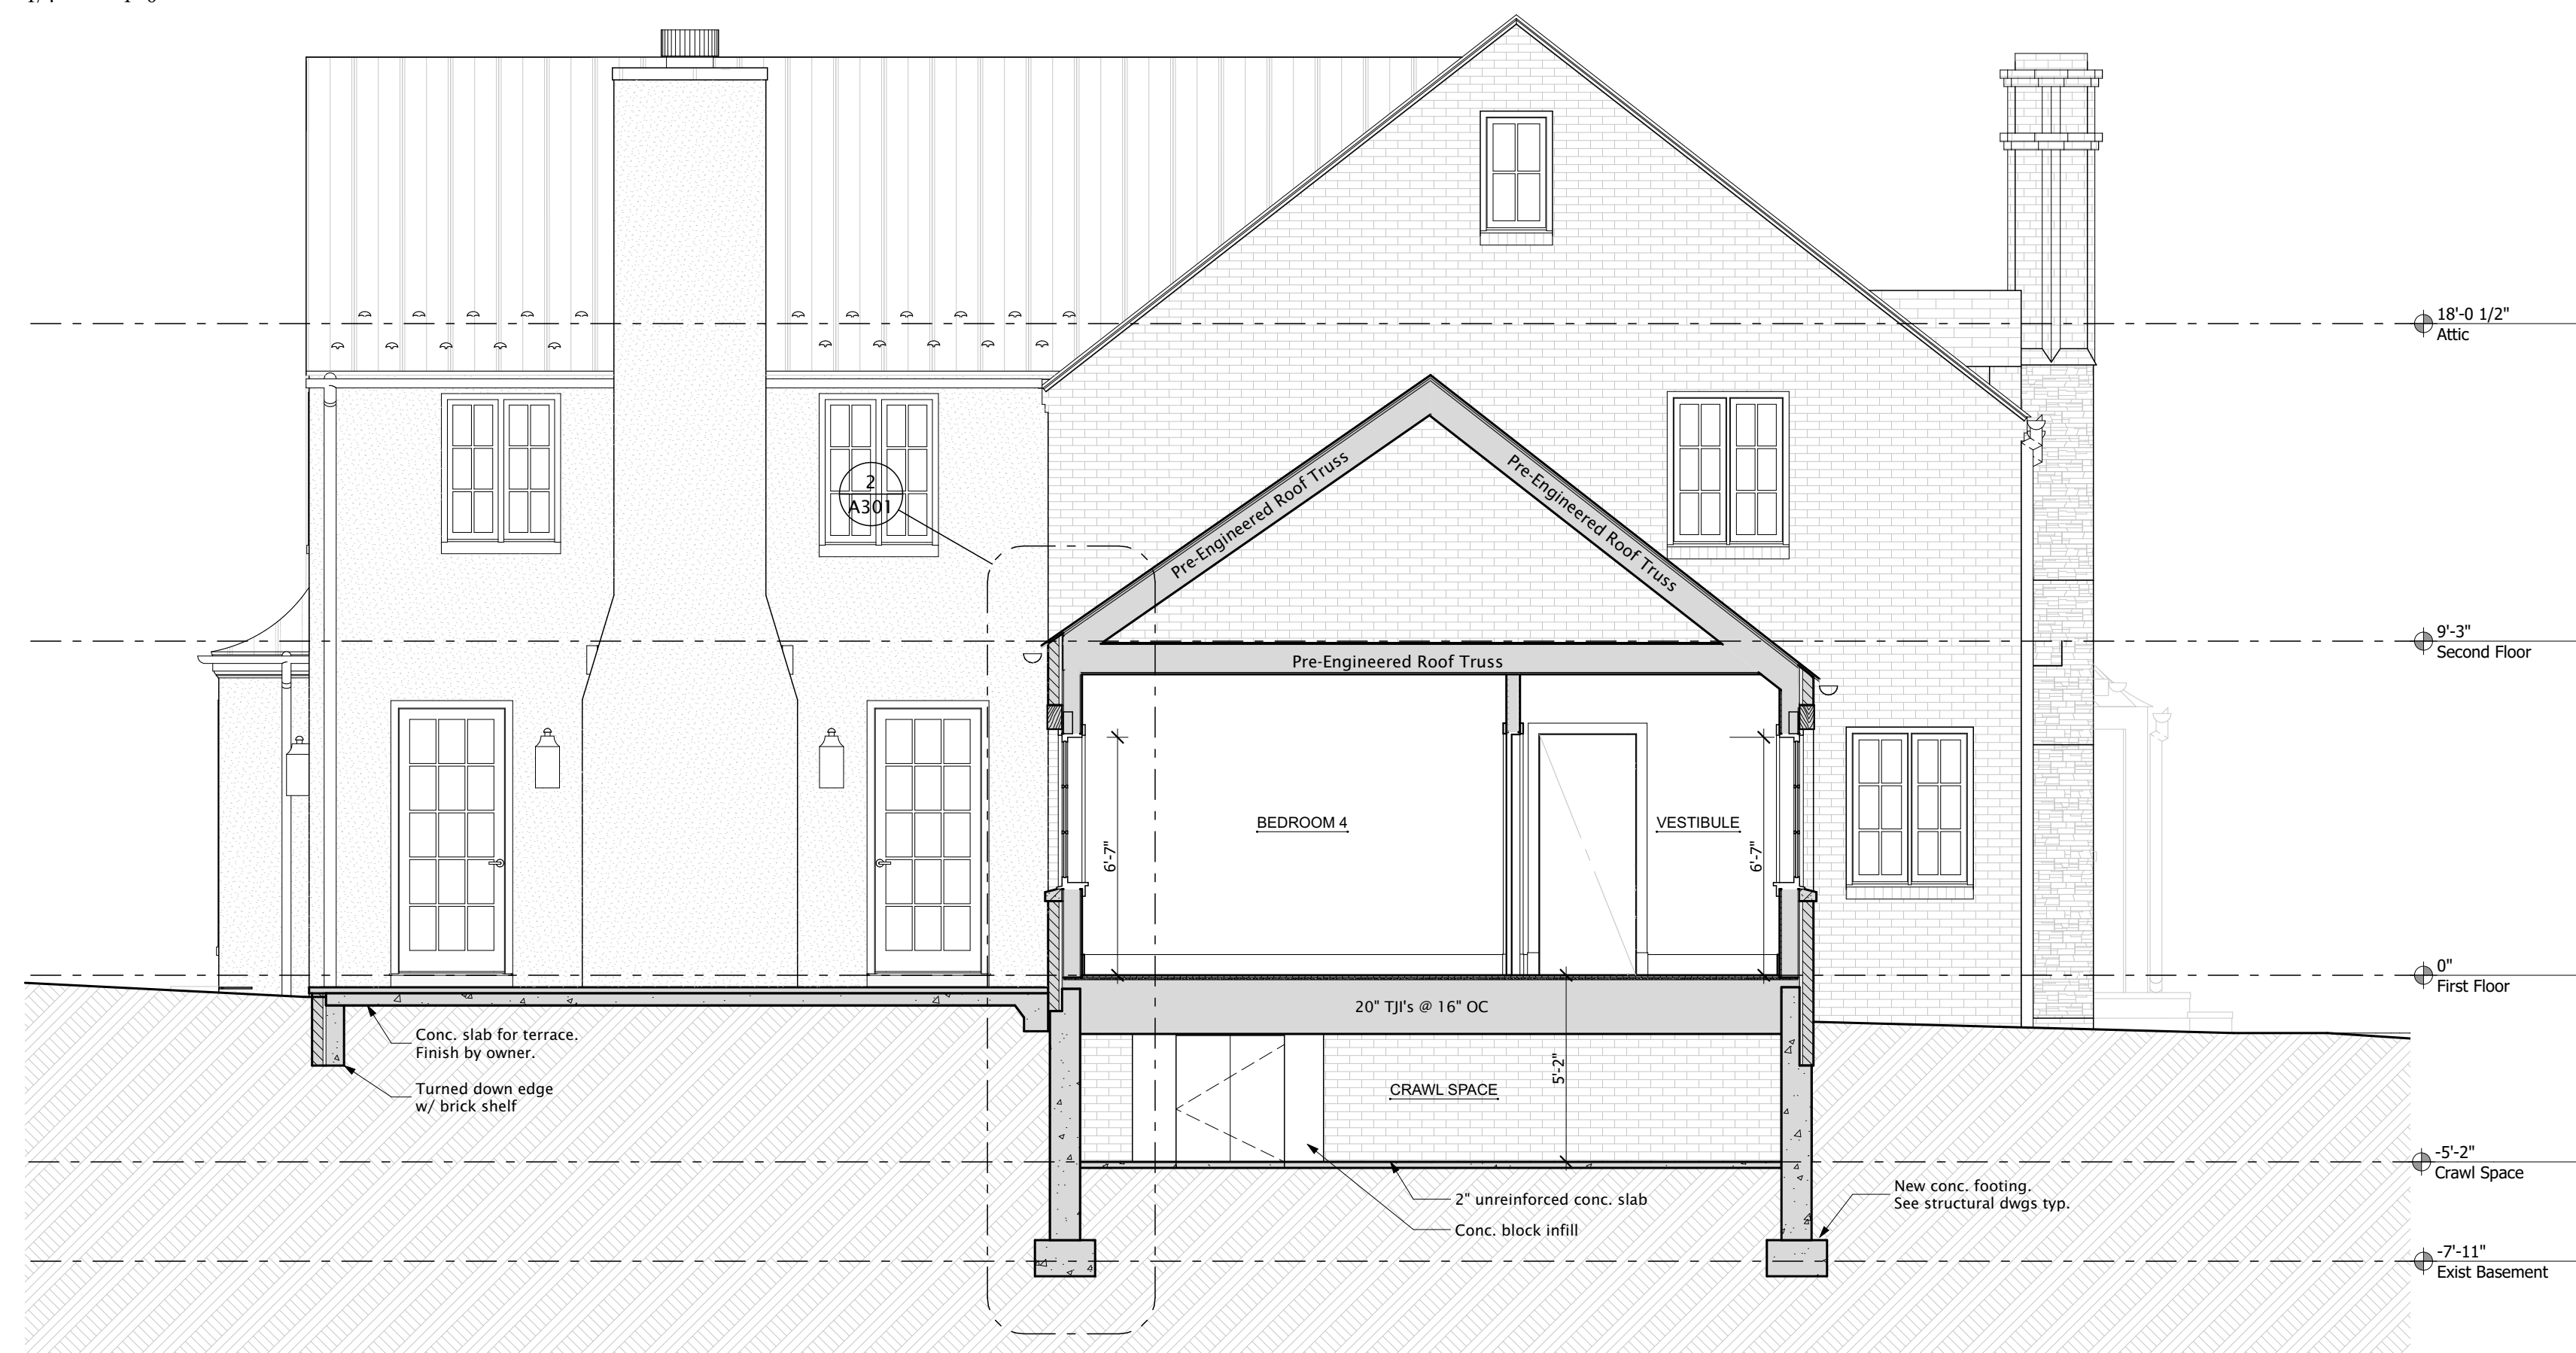 18'-0 1/2"
Attic
2
A301
Pre-Engineered Roof Truss
Pre-Engineered Roof Truss
9'-3"
Second Floor
Pre-Engineered Roof Truss
BEDROOM 4
VESTIBULE
6'-7"
6'-7"
0"
First Floor
20" TJI's @ 16" OC
Conc. slab for terrace.
Finish by owner.
Turned down edge
w/ brick shelf
5'-2"
CRAWL SPACE
-5'-2"
Crawl Space
2" unreinforced conc. slab
Conc. block infill
New conc. footing.
See structural dwgs typ.
-7'-11"
Exist Basement